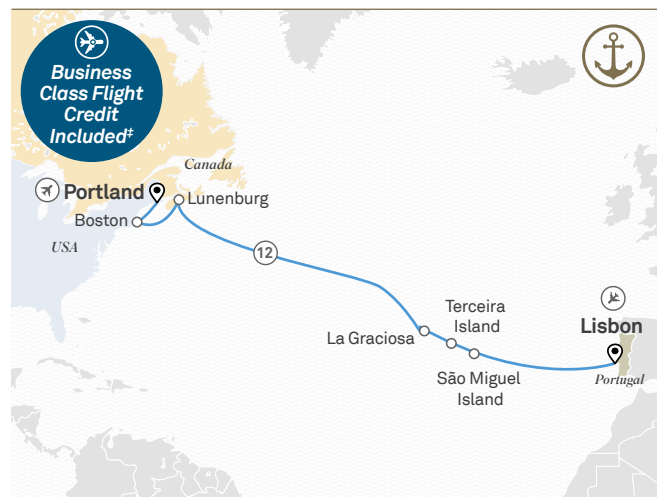 Business
Class Flight
Credit
Included‡
Canada
Portland
Lunenburg
Boston
USA
12
Terceira
Island
La Graciosa
Lisbon
São Miguel
Island
Portugal